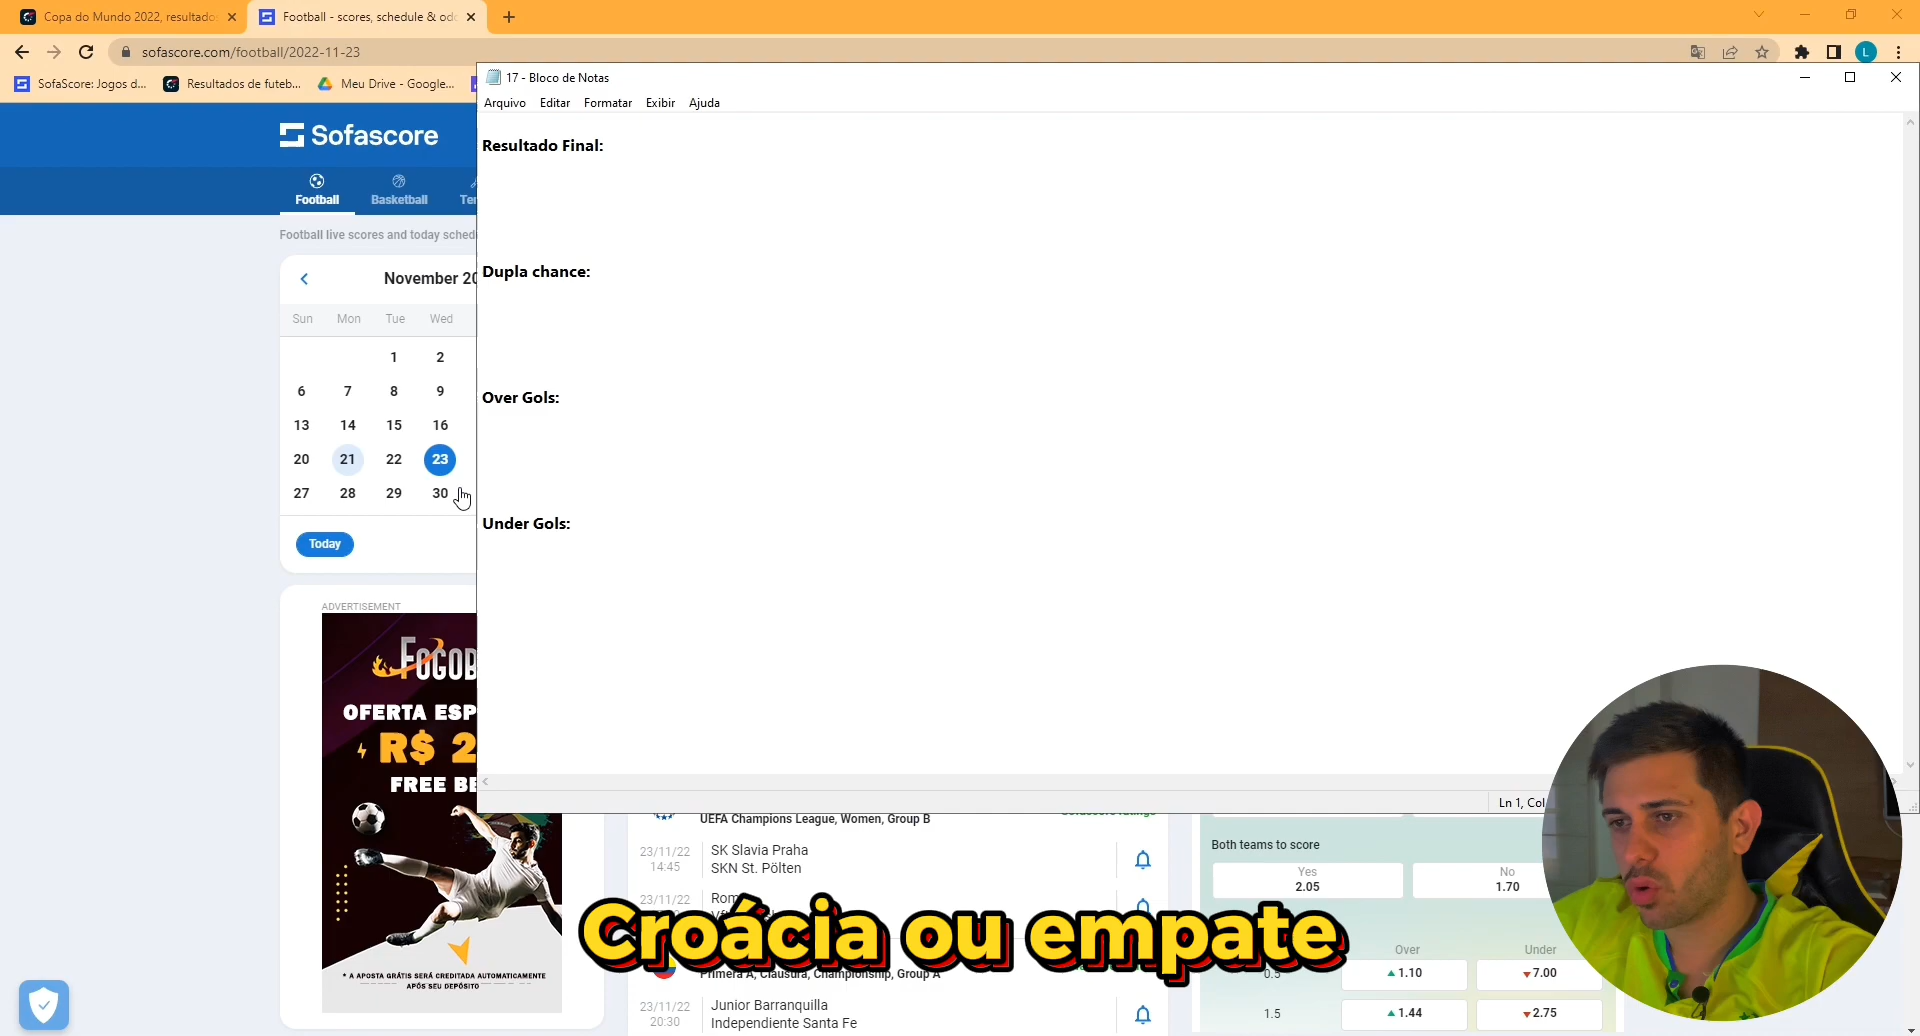 Copa do Mundo 2022, resultados
Football - scores, schedule & odd
sofascore.com/football/2022-11-23
L
SofaScore: Jogos d...
Resultados de futeb...
Meu Drive - Google...
17 - Bloco de Notas
Arquivo
Editar
Formatar
Exibir
Ajuda
Sofascore
Football
Basketball
Ter
Football live scores and today sched
November 20
Sun Mon Tue Wed
1 2
6 7 8 9
13 14 15 16
20 21 22 23
27 28 29 30
Today
Resultado Final:
Dupla chance:
Over Gols:
Under Gols:
Ln 1, Col
ADVERTISEMENT
FOGOB
OFERTA ESP
R$ 2
FREE BE
* A APOSTA GRÁTIS SERÁ CREDITADA AUTOMATICAMENTE
APÓS SEU DEPÓSITO
UEFA Champions League, Women, Group B
23/11/22
14:45
SK Slavia Praha
SKN St. Pölten
23/11/22
Rom
Croácia ou empate
Primera A, Clausura, Championship, Group A
23/11/22
20:30
Junior Barranquilla
Independiente Santa Fe
Both teams to score
Yes
2.05
No
1.70
Over
Under
0.5
1.10
7.00
1.5
1.44
2.75